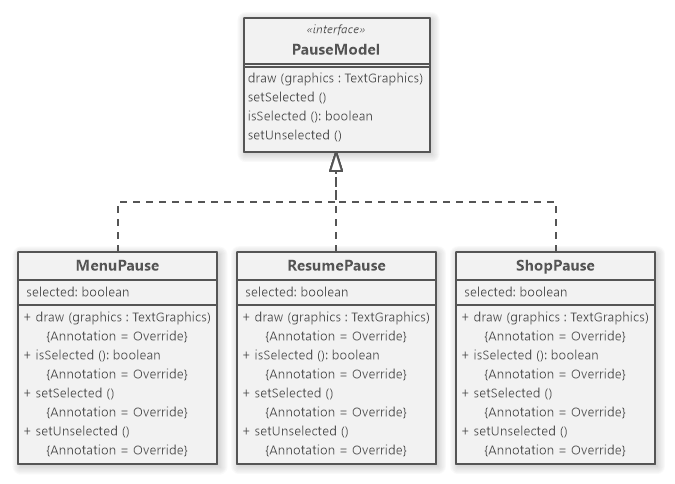 «interface»
PauseModel
draw (graphics : TextGraphics)
setSelected ()
isSelected (): boolean
setUnselected ()
MenuPause
selected: boolean
+ draw (graphics : TextGraphics)
{Annotation = Override}
+ isSelected (): boolean
{Annotation = Override}
+ setSelected ()
{Annotation = Override}
+ setUnselected ()
{Annotation = Override}
ResumePause
selected: boolean
+ draw (graphics : TextGraphics)
{Annotation = Override}
+ isSelected (): boolean
{Annotation = Override}
+ setSelected ()
{Annotation = Override}
+ setUnselected ()
{Annotation = Override}
ShopPause
selected: boolean
+ draw (graphics : TextGraphics)
{Annotation = Override}
+ isSelected (): boolean
{Annotation = Override}
+ setSelected ()
{Annotation = Override}
+ setUnselected ()
{Annotation = Override}